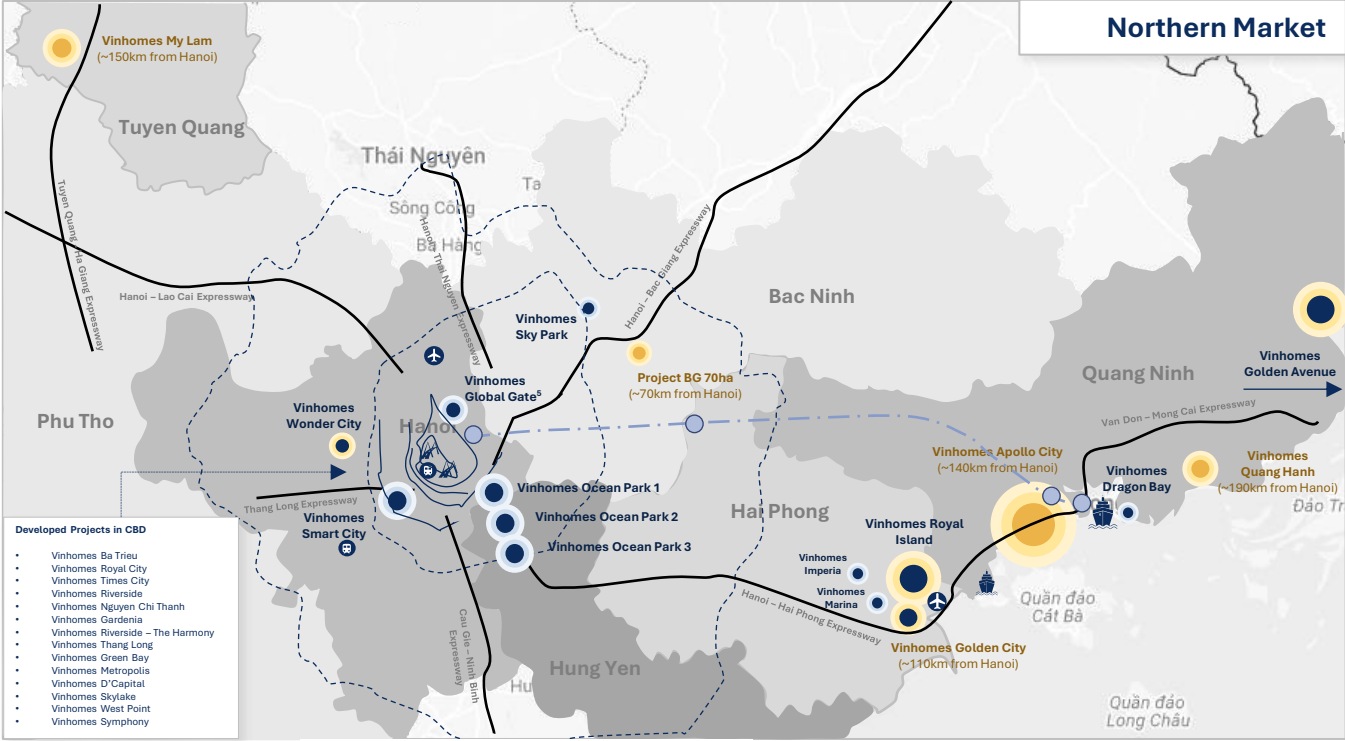 Northern Market
Vinhomes My Lam
(~150km from Hanoi)
Tuyen Quang
Thái Nguyên
Ta
Sông Công
Bá Hàng
Tuyen Quang – Ha Giang Expressway
Hanoi – Thai Nguyen Expressway
Hanoi – Bac Giang Expressway
Hanoi – Lao Cai Expressway
Bac Ninh
Vinhomes
Sky Park
Vinhomes
Golden Avenue
Quang Ninh
Project BG 70ha
(~70km from Hanoi)
Vinhomes
Global Gate⁵
Phu Tho
Vinhomes
Wonder City
Hanoi
Van Don – Mong Cai Expressway
Vinhomes Apollo City
(~140km from Hanoi)
Vinhomes
Dragon Bay
Vinhomes
Quang Hanh
(~190km from Hanoi)
Đảo Tr
Thang Long Expressway
Vinhomes Ocean Park 1
Vinhomes Ocean Park 2
Vinhomes Ocean Park 3
Vinhomes
Smart City
Hai Phong
Vinhomes Royal
Island
Vinhomes
Imperia
Vinhomes
Marina
Hanoi – Hai Phong Expressway
Quần đảo
Cát Bà
Vinhomes Golden City
(~110km from Hanoi)
Cau Gie – Ninh Binh
Expressway
Hung Yen
Hu
Quần đảo
Long Châu
Developed Projects in CBD
• Vinhomes Ba Trieu
• Vinhomes Royal City
• Vinhomes Times City
• Vinhomes Riverside
• Vinhomes Nguyen Chi Thanh
• Vinhomes Gardenia
• Vinhomes Riverside – The Harmony
• Vinhomes Thang Long
• Vinhomes Green Bay
• Vinhomes Metropolis
• Vinhomes D'Capital
• Vinhomes Skylake
• Vinhomes West Point
• Vinhomes Symphony